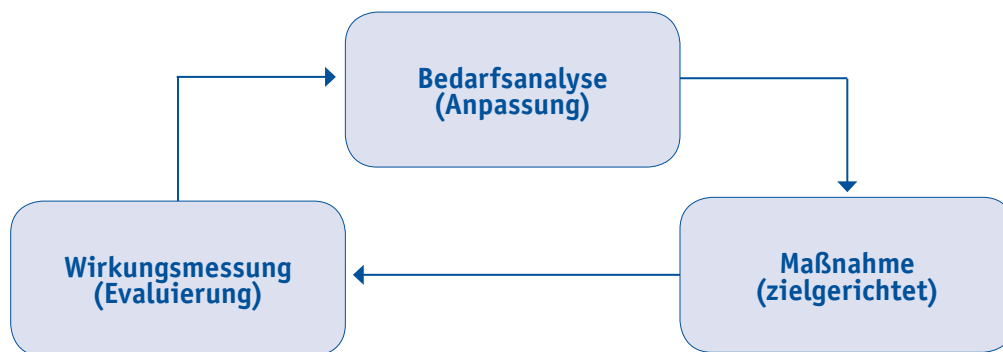 Bedarfsanalyse
(Anpassung)
Wirkungsmessung
(Evaluierung)
Maßnahme
(zielgerichtet)